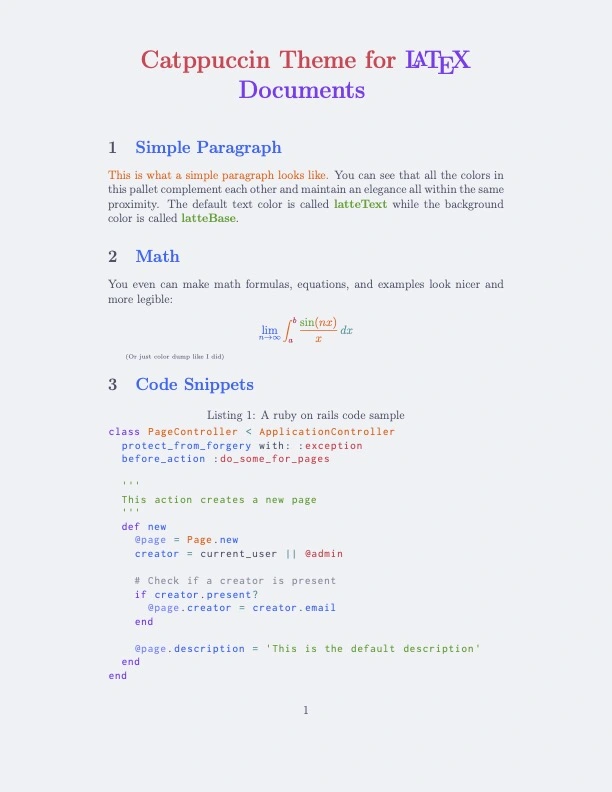 Catppuccin Theme for LATEX
Documents
1 Simple Paragraph
This is what a simple paragraph looks like. You can see that all the colors in
this pallet complement each other and maintain an elegance all within the same
proximity. The default text color is called latteText while the background
color is called latteBase.
2 Math
You even can make math formulas, equations, and examples look nicer and
more legible:
lim n→∞ ∫ₐᵇ sin(nx)/x dx
(Or just color dump like I did)
3 Code Snippets
Listing 1: A ruby on rails code sample
class PageController < ApplicationController
  protect_from_forgery with: :exception
  before_action :do_some_for_pages
  '''
  This action creates a new page
  '''
  def new
    @page = Page.new
    creator = current_user || @admin
    # Check if a creator is present
    if creator.present?
      @page.creator = creator.email
    end
    @page.description = 'This is the default description'
  end
end
1